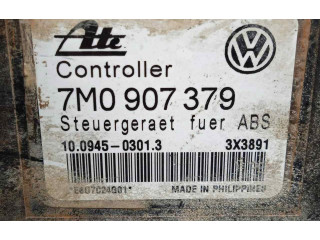 Ate
Controller
7M0 907 379
Steuergeraet fuer ABS
10.0945-0301.3 3X3891
MADE IN PHILIPPINES